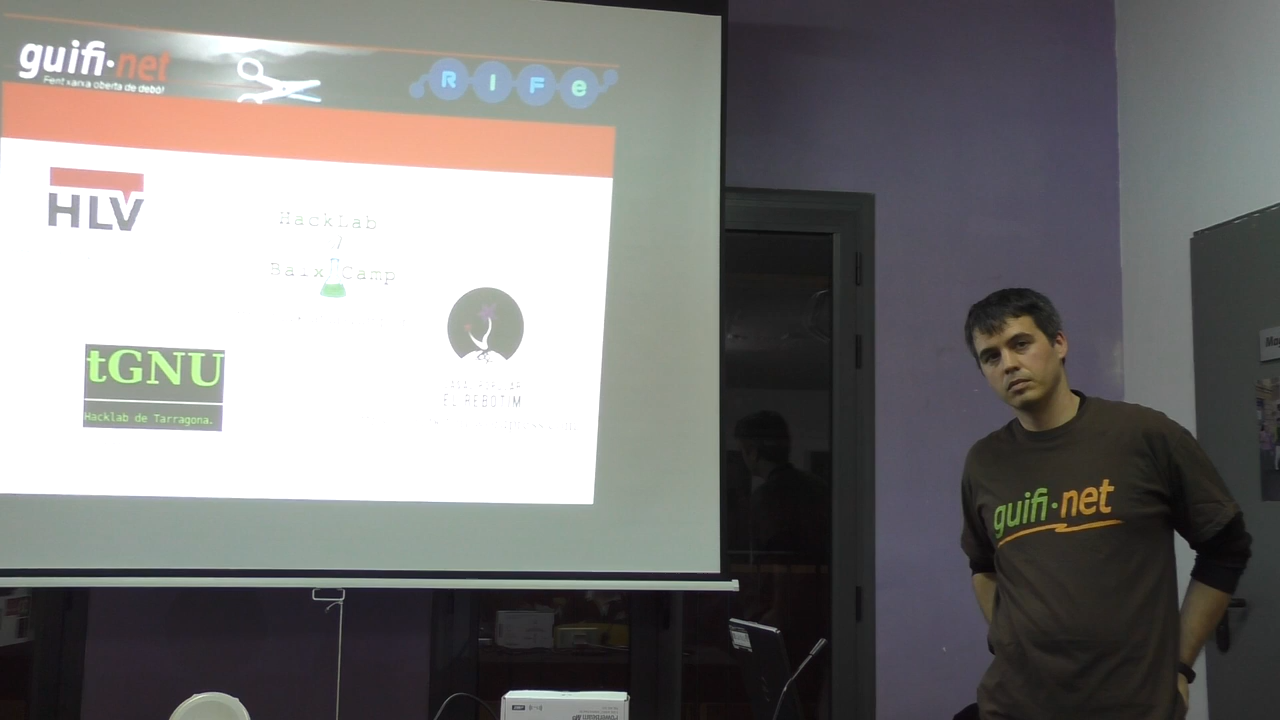 guifi·net
Fent xarxa oberta de debò!
RIFe
HLV
HackLab
Baix Camp
EL REBOTIM
tGNU
Hacklab de Tarragona.
guifi·net